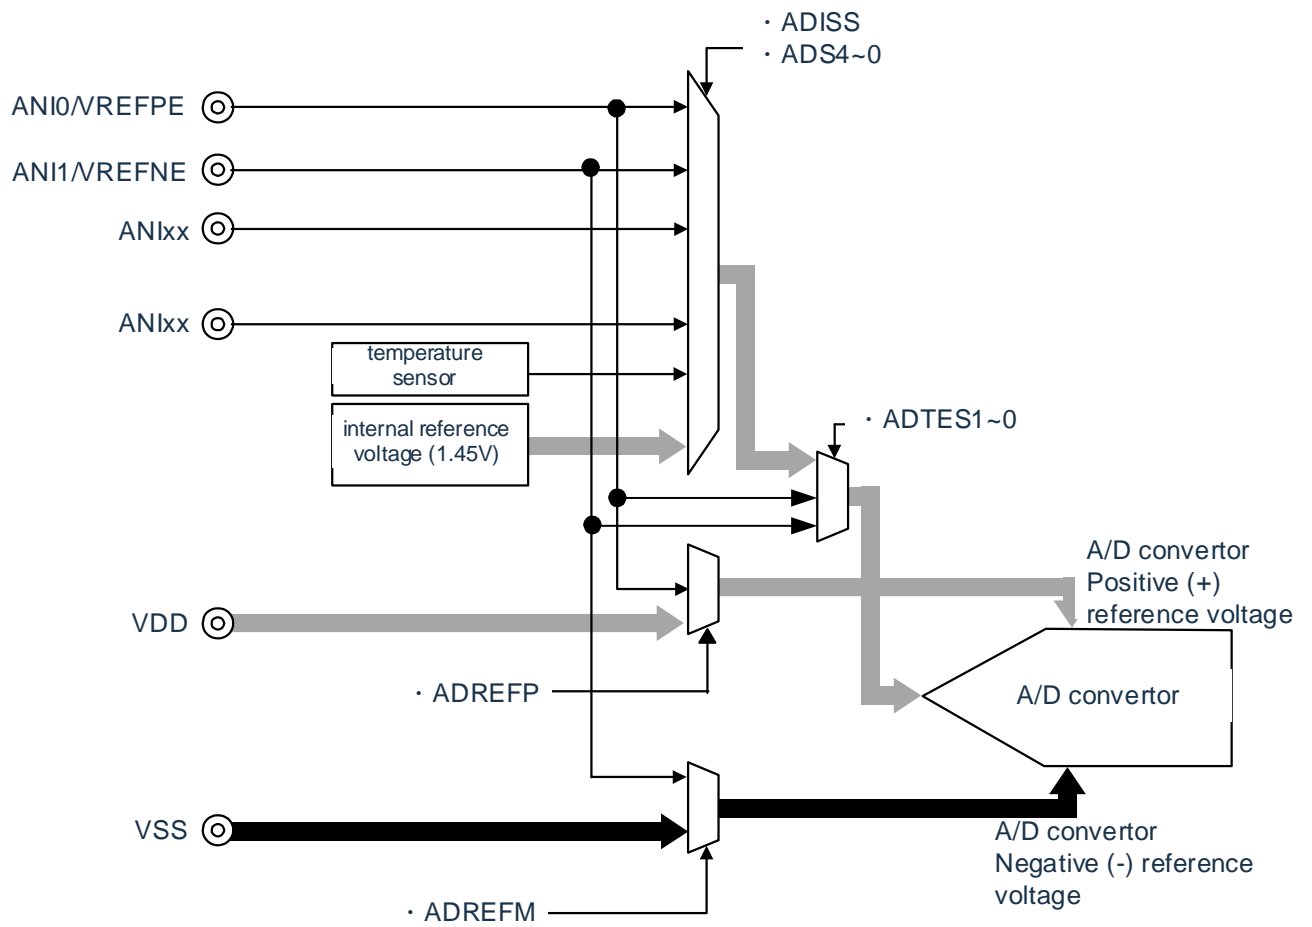 · ADISS
· ADS4~0
ANI0/VREFPE
ANI1/VREFNE
ANIxx
ANIxx
temperature
sensor
internal reference
voltage (1.45V)
· ADTES1~0
A/D convertor
Positive (+)
reference voltage
VDD
· ADREFP
A/D convertor
VSS
A/D convertor
Negative (-) reference
voltage
· ADREFM